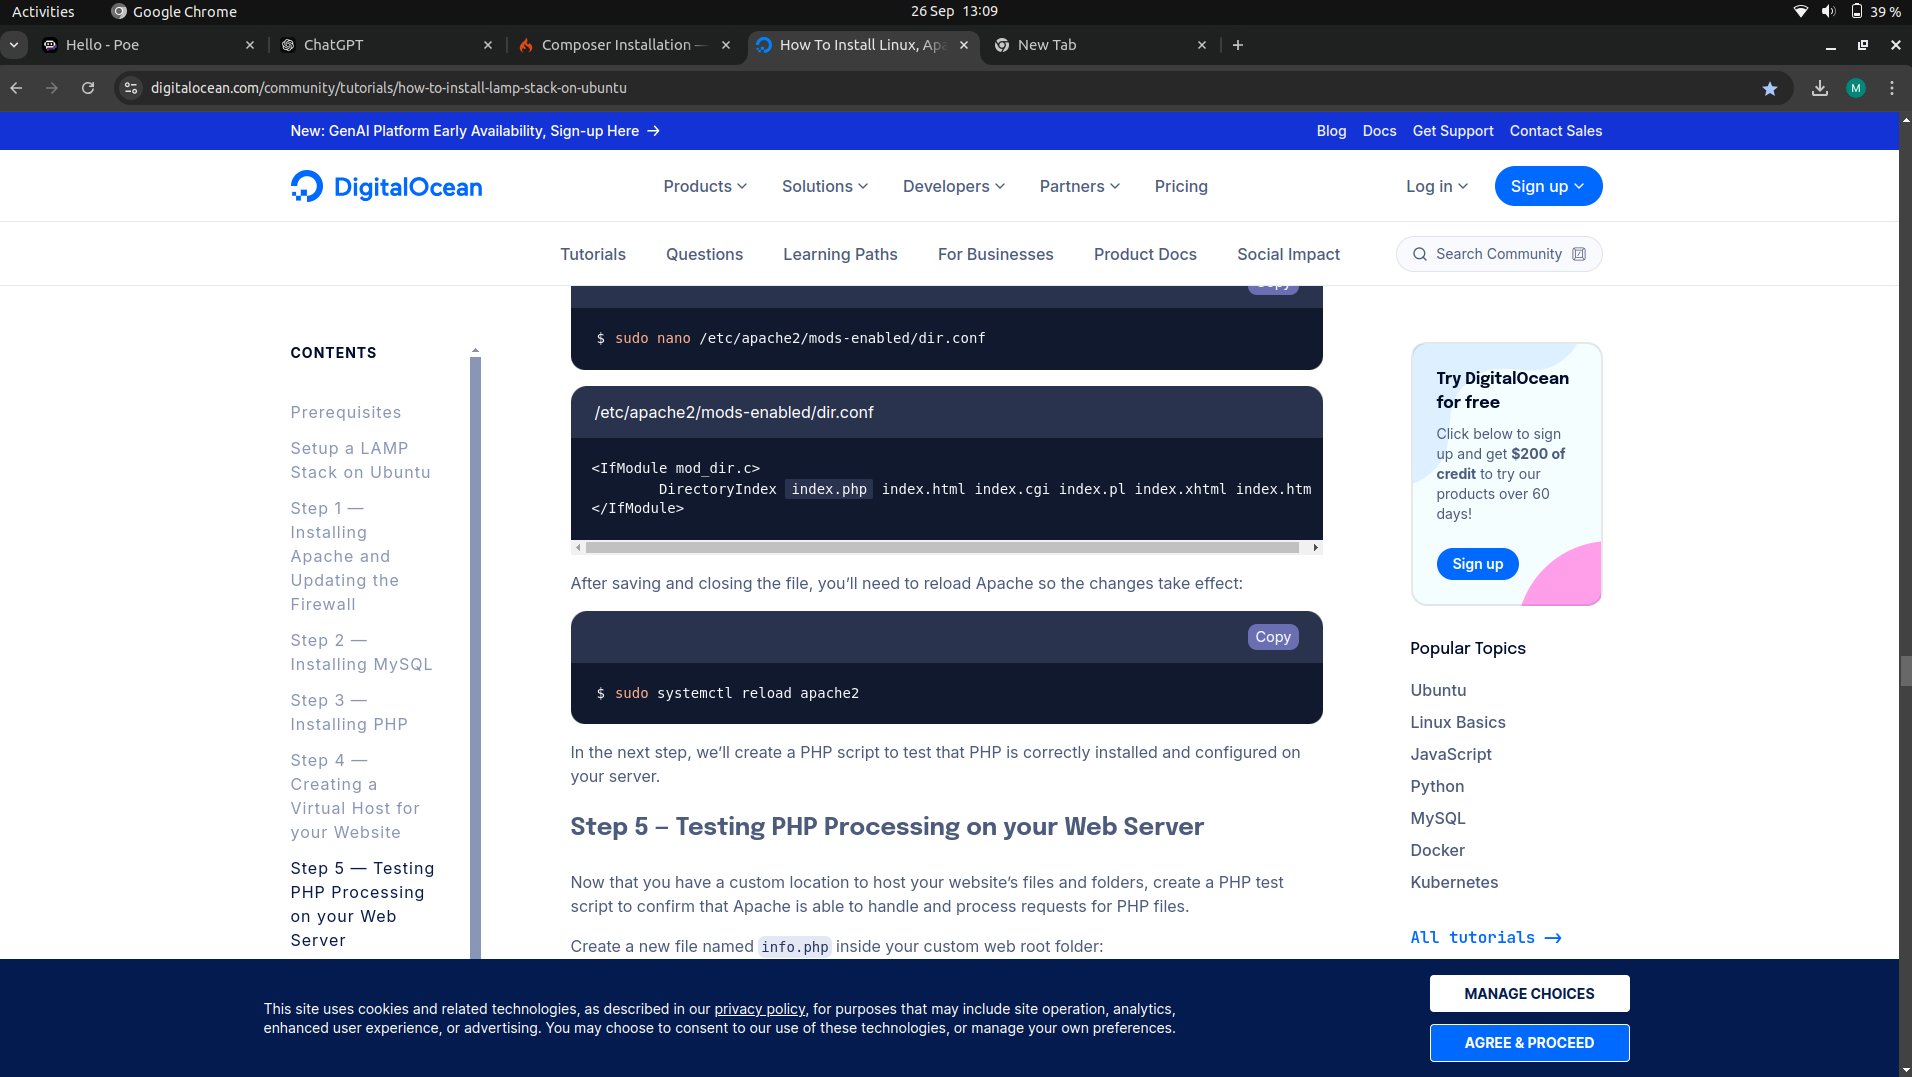 Activities Google Chrome 26 Sep 13:09 39 %
Hello - Poe ChatGPT Composer Installation — How To Install Linux, Apa New Tab
digitalocean.com/community/tutorials/how-to-install-lamp-stack-on-ubuntu M
New: GenAI Platform Early Availability, Sign-up Here → Blog Docs Get Support Contact Sales
DigitalOcean Products Solutions Developers Partners Pricing Log in Sign up
Tutorials Questions Learning Paths For Businesses Product Docs Social Impact Search Community
CONTENTS
Prerequisites
Setup a LAMP
Stack on Ubuntu
Step 1 —
Installing
Apache and
Updating the
Firewall
Step 2 —
Installing MySQL
Step 3 —
Installing PHP
Step 4 —
Creating a
Virtual Host for
your Website
Step 5 — Testing
PHP Processing
on your Web
Server
Copy
$ sudo nano /etc/apache2/mods-enabled/dir.conf
/etc/apache2/mods-enabled/dir.conf
<IfModule mod_dir.c>
DirectoryIndex index.php index.html index.cgi index.pl index.xhtml index.htm
</IfModule>
After saving and closing the file, you’ll need to reload Apache so the changes take effect:
Copy
$ sudo systemctl reload apache2
In the next step, we’ll create a PHP script to test that PHP is correctly installed and configured on
your server.
Step 5 — Testing PHP Processing on your Web Server
Now that you have a custom location to host your website’s files and folders, create a PHP test
script to confirm that Apache is able to handle and process requests for PHP files.
Create a new file named info.php inside your custom web root folder:
Try DigitalOcean
for free
Click below to sign
up and get $200 of
credit to try our
products over 60
days!
Sign up
Popular Topics
Ubuntu
Linux Basics
JavaScript
Python
MySQL
Docker
Kubernetes
All tutorials →
This site uses cookies and related technologies, as described in our privacy policy, for purposes that may include site operation, analytics,
enhanced user experience, or advertising. You may choose to consent to our use of these technologies, or manage your own preferences.
MANAGE CHOICES
AGREE & PROCEED